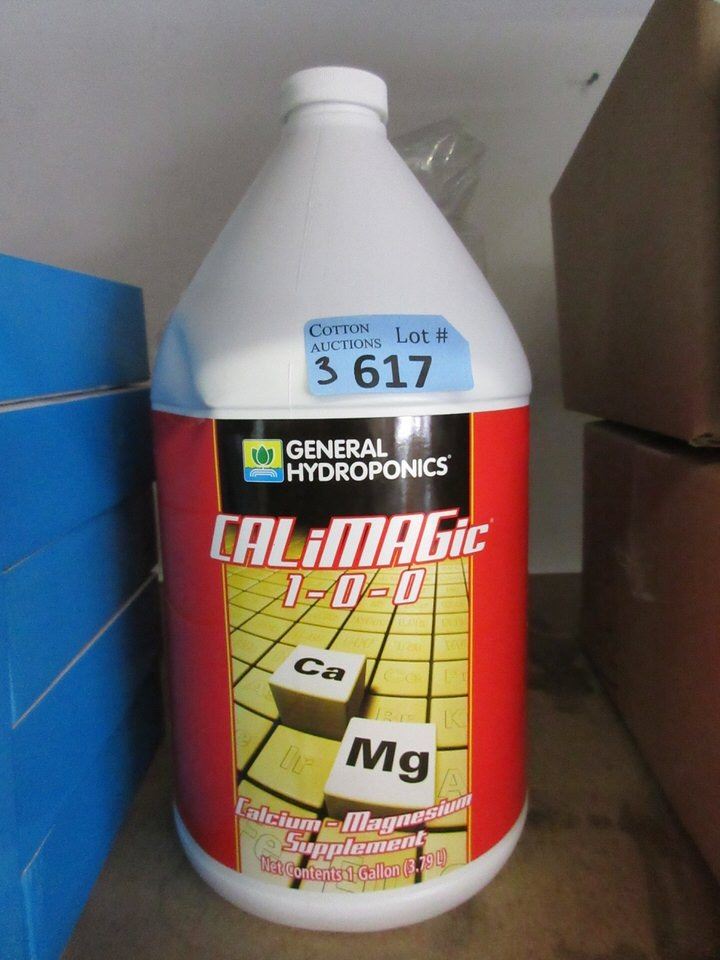 COTTON
AUCTIONS Lot #
3 617
GENERAL
HYDROPONICS®
CALiMAGic®
1-0-0
Ca
Mg
Ir
K
A
Calcium - Magnesium
Supplement
Net Contents 1 Gallon (3.79 L)